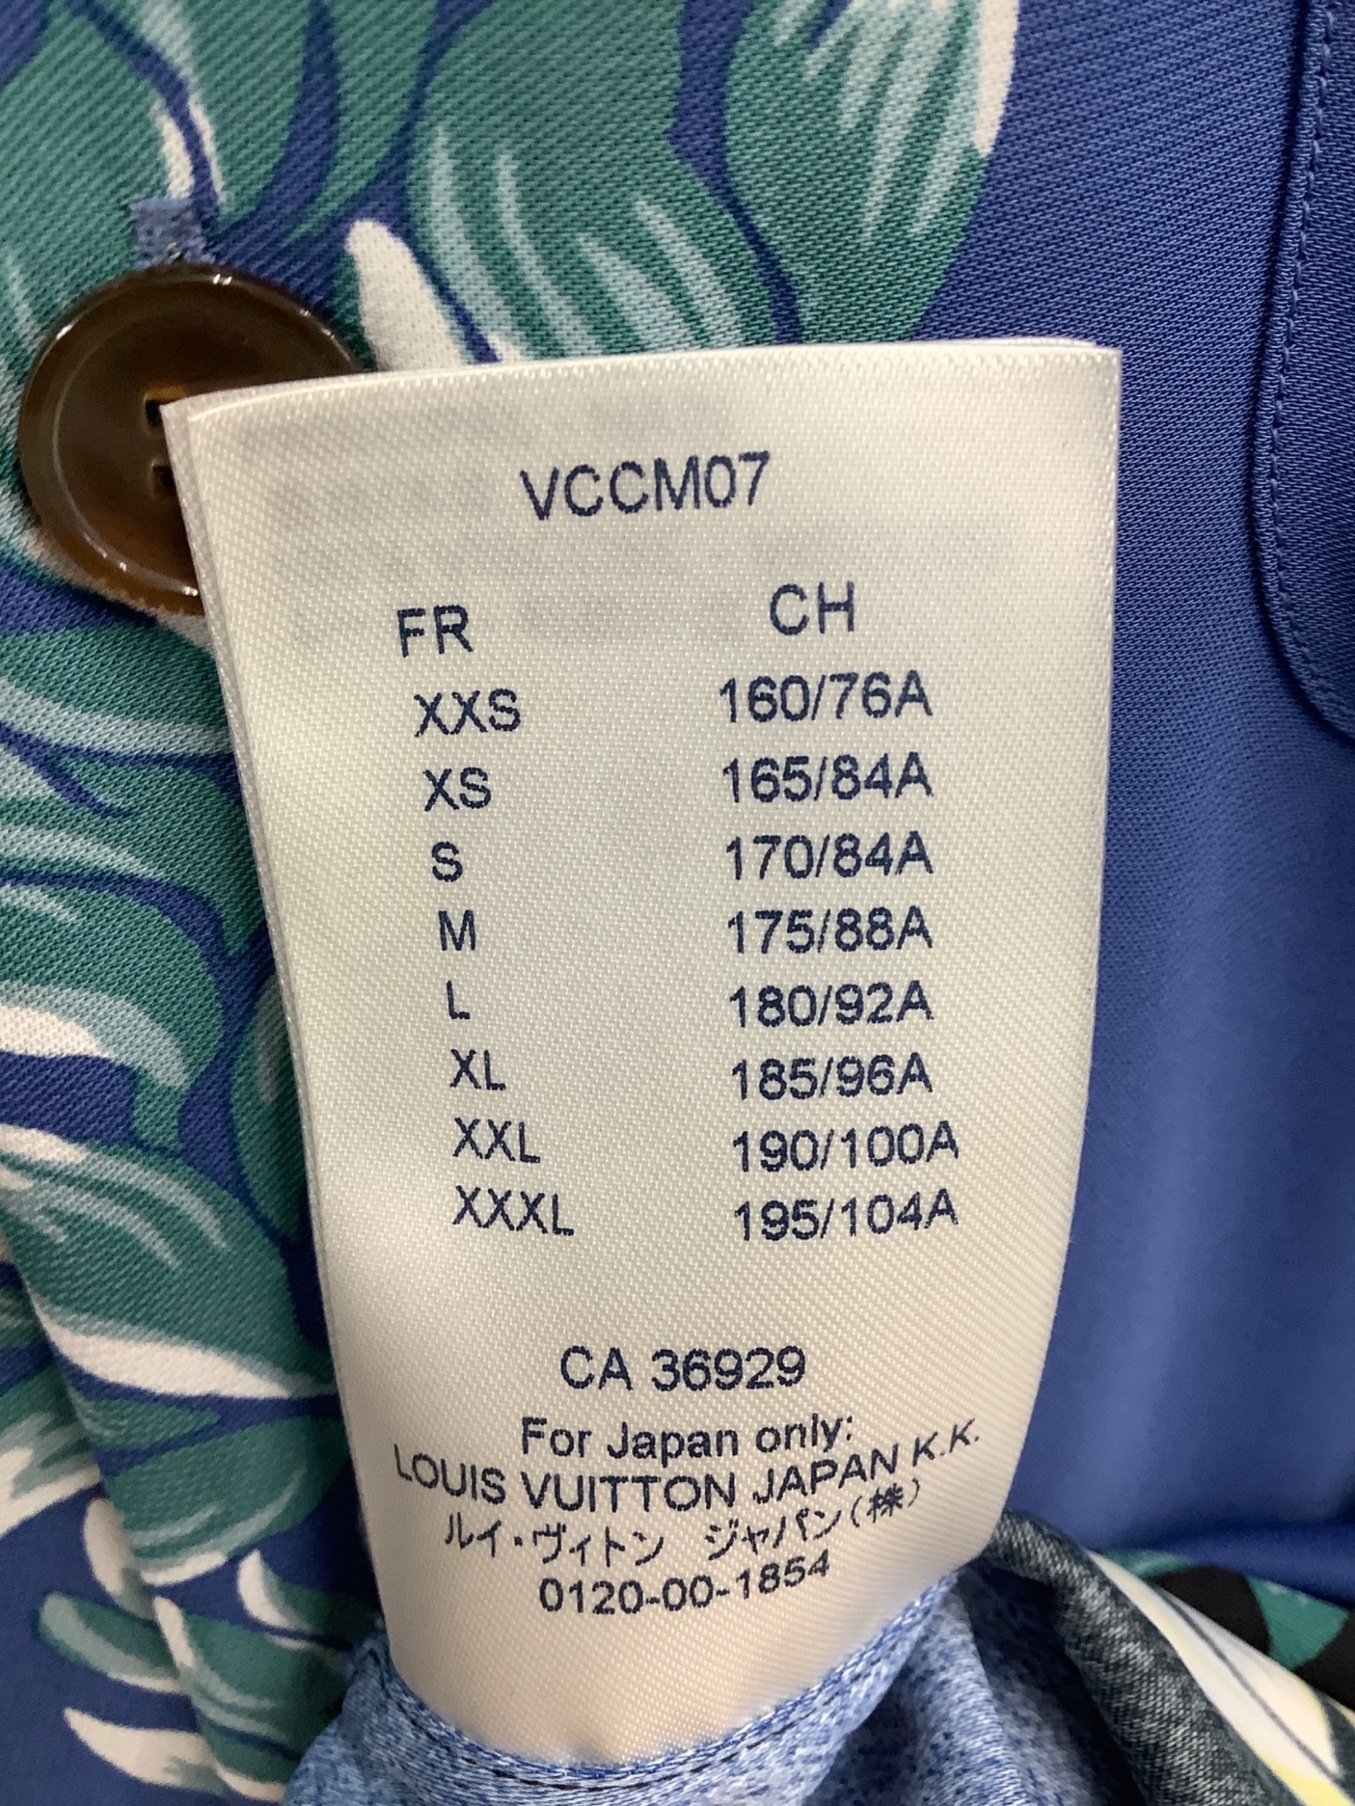 VCCM07
FR CH
XXS 160/76A
XS 165/84A
S 170/84A
M 175/88A
L 180/92A
XL 185/96A
XXL 190/100A
XXXL 195/104A
CA 36929
For Japan only:
LOUIS VUITTON JAPAN K.K.
ルイ・ヴィトン ジャパン(株)
0120-00-1854